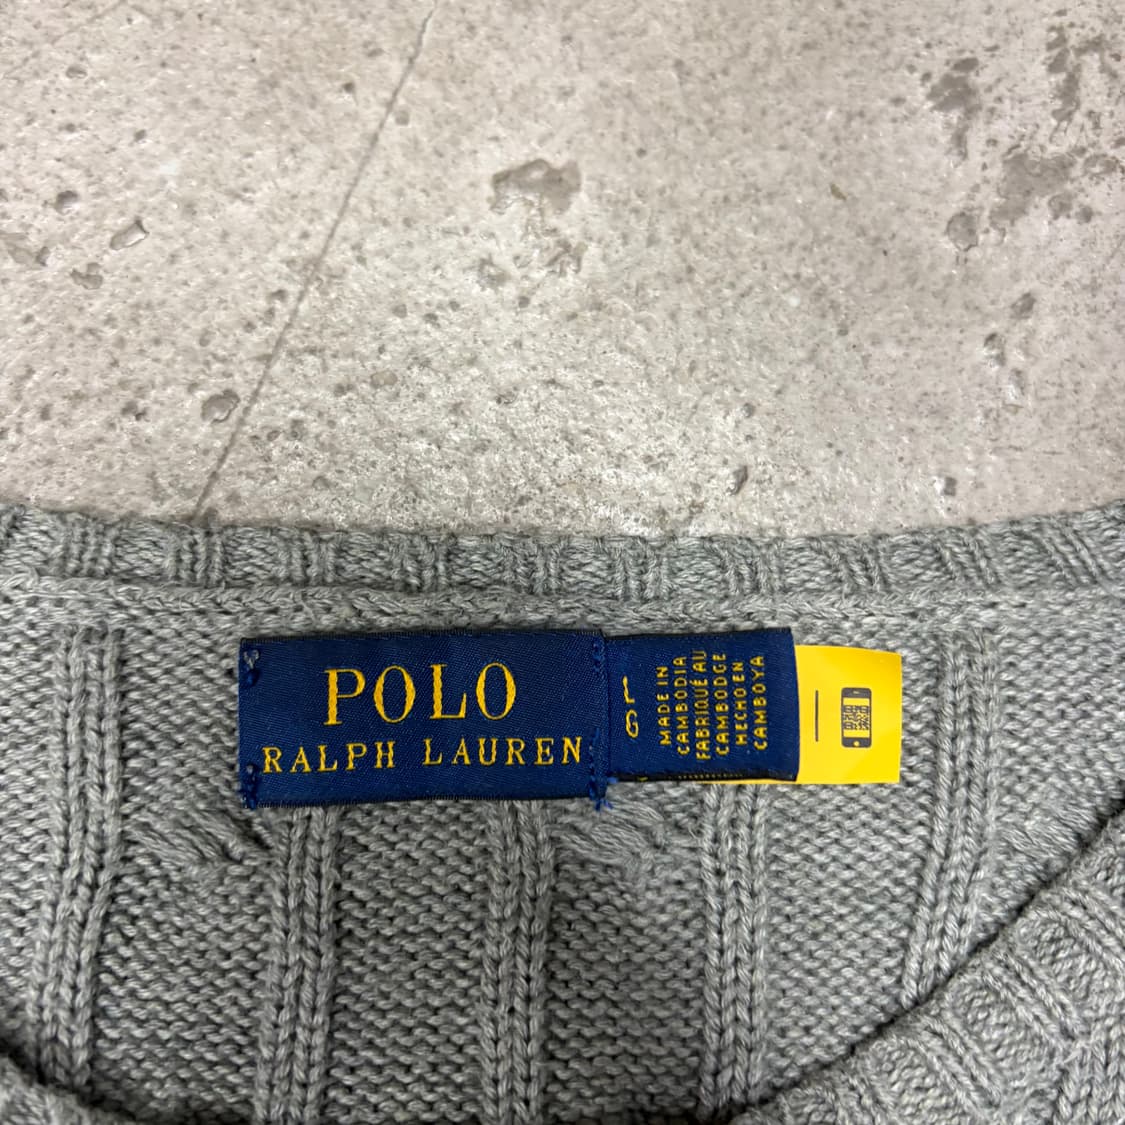 POLO
RALPH LAUREN
MADE IN
CAMBODIA
FABRIQUÉ AU
CAMBODGE
HECHO EN
CAMBOYA